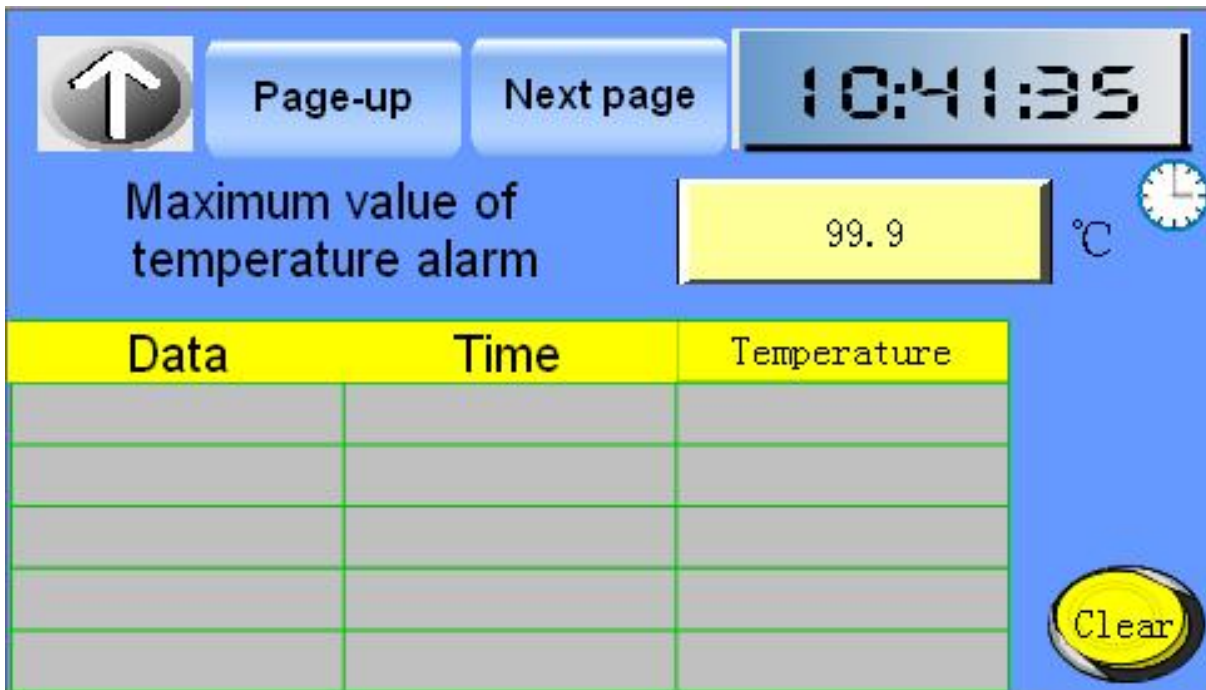 Page-up
Next page
10:41:35
Maximum value of
temperature alarm
99.9
℃
Data
Time
Temperature
Clear